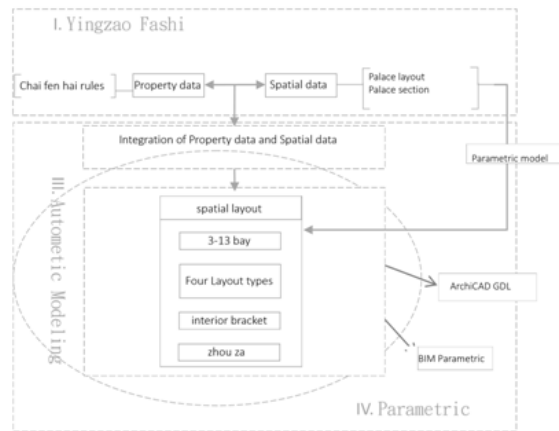 I. Yingzao Fashi
Chai fen hai rules
Property data
Spatial data
Palace layout
Palace section
Integration of Property data and Spatial data
Parametric model
III. Autometic Modeling
spatial layout
3-13 bay
Four Layout types
interior bracket
zhou za
ArchiCAD GDL
BIM Parametric
IV. Parametric